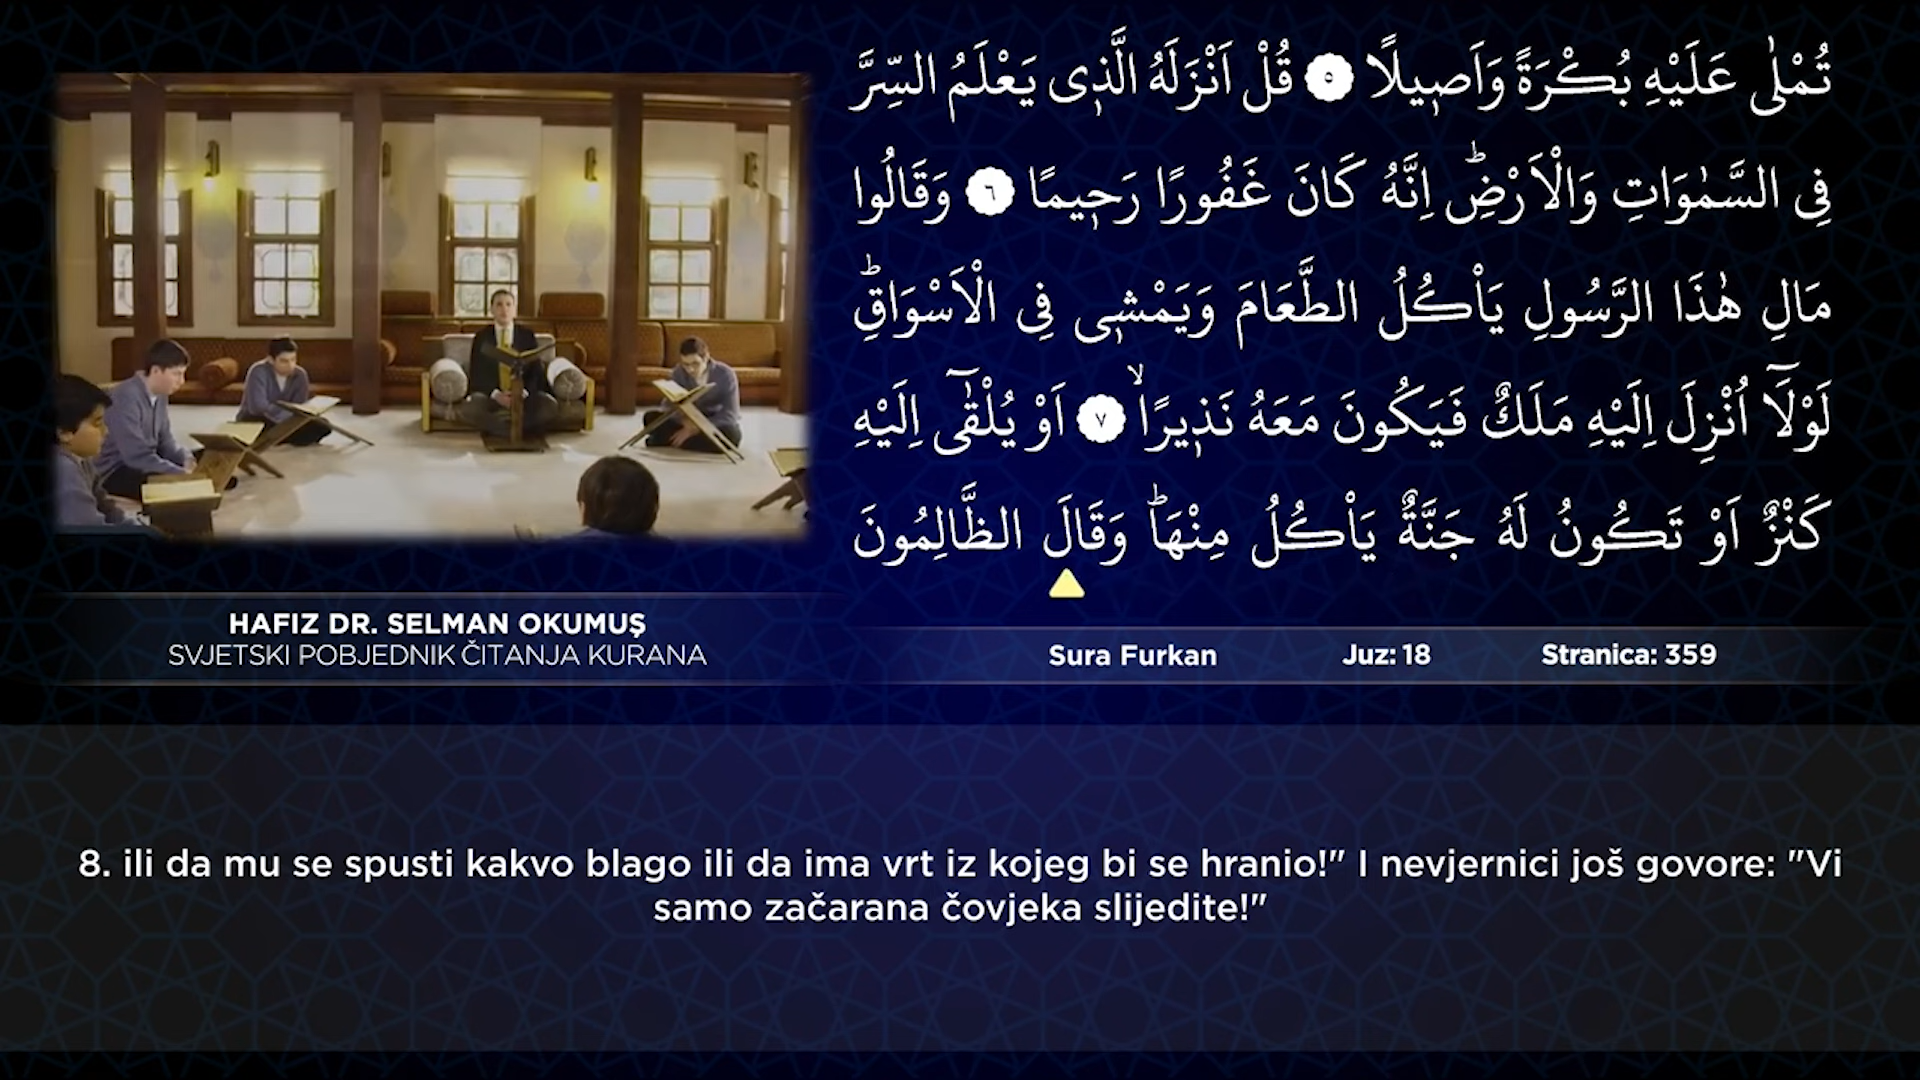 تُمْلٰى عَلَيْهِ بُكْرَةً وَاَص۪يلًا ٥ قُلْ اَنْزَلَهُ الَّذ۪ى يَعْلَمُ السِّرَّ
فِى السَّمٰوَاتِ وَالْاَرْضِۜ اِنَّهُ كَانَ غَفُورًا رَح۪يمًا ٦ وَقَالُوا
مَالِ هٰذَا الرَّسُولِ يَاْكُلُ الطَّعَامَ وَيَمْش۪ى فِى الْاَسْوَاقِۜ
لَوْلَٓا اُنْزِلَ اِلَيْهِ مَلَكٌ فَيَكُونَ مَعَهُ نَذ۪يرًاۙ ٧ اَوْ يُلْقٰٓى اِلَيْهِ
كَنْزٌ اَوْ تَكُونُ لَهُ جَنَّةٌ يَاْكُلُ مِنْهَاۜ وَقَالَ الظَّالِمُونَ
HAFIZ DR. SELMAN OKUMUŞ
SVJETSKI POBJEDNIK ČITANJA KURANA
Sura Furkan Juz: 18 Stranica: 359
8. ili da mu se spusti kakvo blago ili da ima vrt iz kojeg bi se hranio!" I nevjernici još govore: "Vi
samo začarana čovjeka slijedite!"